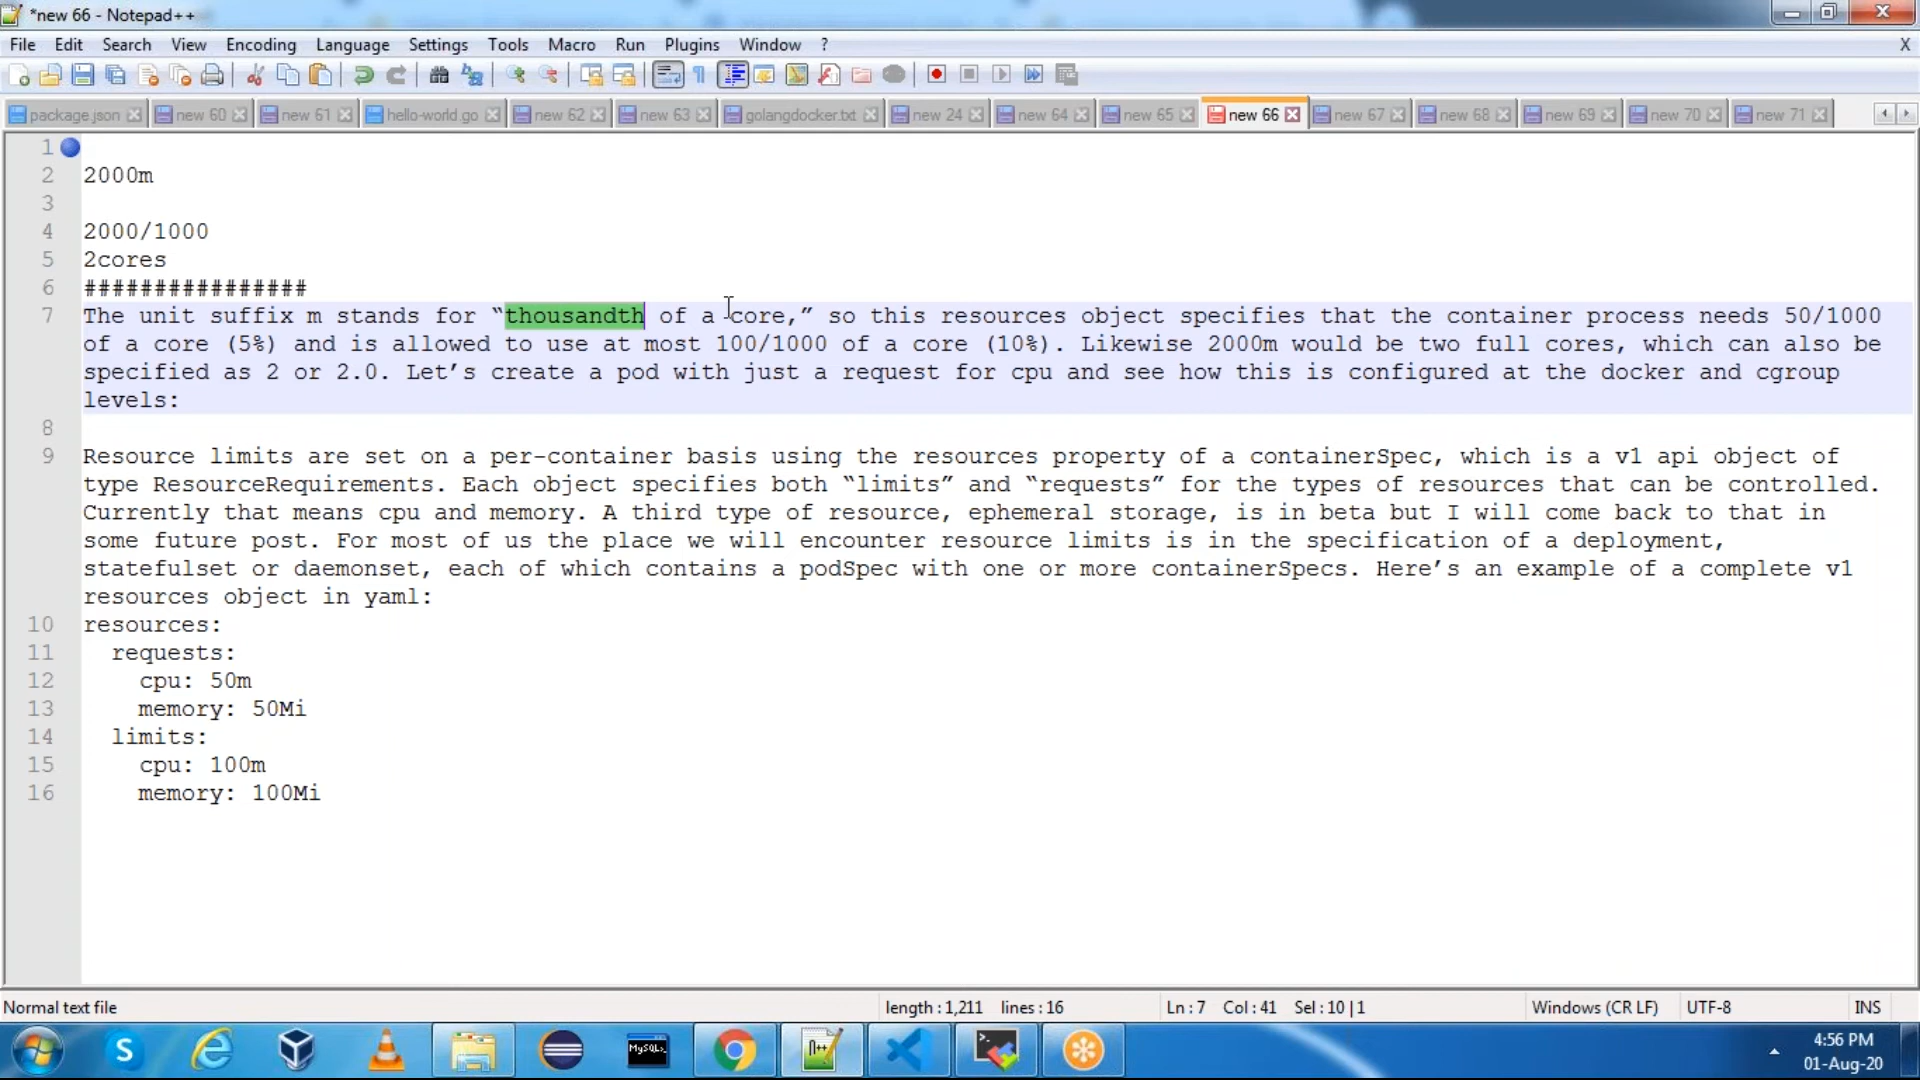 *new 66 - Notepad++
File Edit Search View Encoding Language Settings Tools Macro Run Plugins Window ? X
package.json new 60 new 61 hello-world.go new 62 new 63 golangdocker.txt new 24 new 64 new 65 new 66 new 67 new 68 new 69 new 70 new 71
1
2 2000m
3
4 2000/1000
5 2cores
6 ################
7 The unit suffix m stands for “thousandth of a core,” so this resources object specifies that the container process needs 50/1000
of a core (5%) and is allowed to use at most 100/1000 of a core (10%). Likewise 2000m would be two full cores, which can also be
specified as 2 or 2.0. Let’s create a pod with just a request for cpu and see how this is configured at the docker and cgroup
levels:
8
9 Resource limits are set on a per-container basis using the resources property of a containerSpec, which is a v1 api object of
type ResourceRequirements. Each object specifies both “limits” and “requests” for the types of resources that can be controlled.
Currently that means cpu and memory. A third type of resource, ephemeral storage, is in beta but I will come back to that in
some future post. For most of us the place we will encounter resource limits is in the specification of a deployment,
statefulset or daemonset, each of which contains a podSpec with one or more containerSpecs. Here’s an example of a complete v1
resources object in yaml:
10 resources:
11 requests:
12 cpu: 50m
13 memory: 50Mi
14 limits:
15 cpu: 100m
16 memory: 100Mi
Normal text file length : 1,211 lines : 16 Ln : 7 Col : 41 Sel : 10 | 1 Windows (CR LF) UTF-8 INS
MySQL>
4:56 PM
01-Aug-20